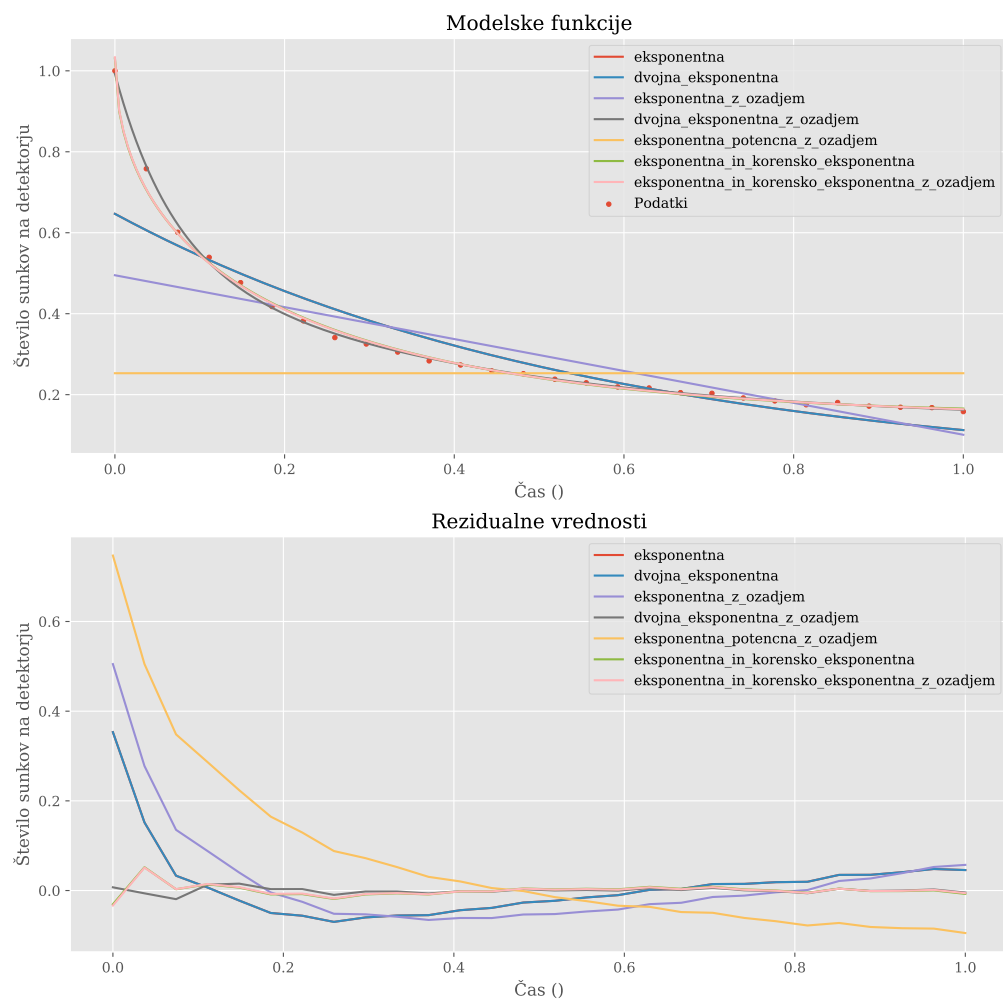 Modelske funkcije
Število sunkov na detektorju
1.0
0.8
0.6
0.4
0.2
eksponentna
dvojna_eksponentna
eksponentna_z_ozadjem
dvojna_eksponentna_z_ozadjem
eksponentna_potencna_z_ozadjem
eksponentna_in_korensko_eksponentna
eksponentna_in_korensko_eksponentna_z_ozadjem
Podatki
0.0 0.2 0.4 0.6 0.8 1.0
Čas ()
Rezidualne vrednosti
Število sunkov na detektorju
0.6
0.4
0.2
0.0
eksponentna
dvojna_eksponentna
eksponentna_z_ozadjem
dvojna_eksponentna_z_ozadjem
eksponentna_potencna_z_ozadjem
eksponentna_in_korensko_eksponentna
eksponentna_in_korensko_eksponentna_z_ozadjem
0.0 0.2 0.4 0.6 0.8 1.0
Čas ()